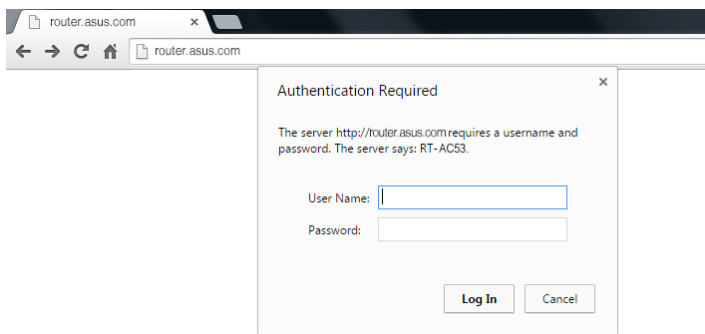 router.asus.com
router.asus.com
Authentication Required
The server http://router.asus.com requires a username and
password. The server says: RT-AC53.
User Name:
Password:
Log In
Cancel